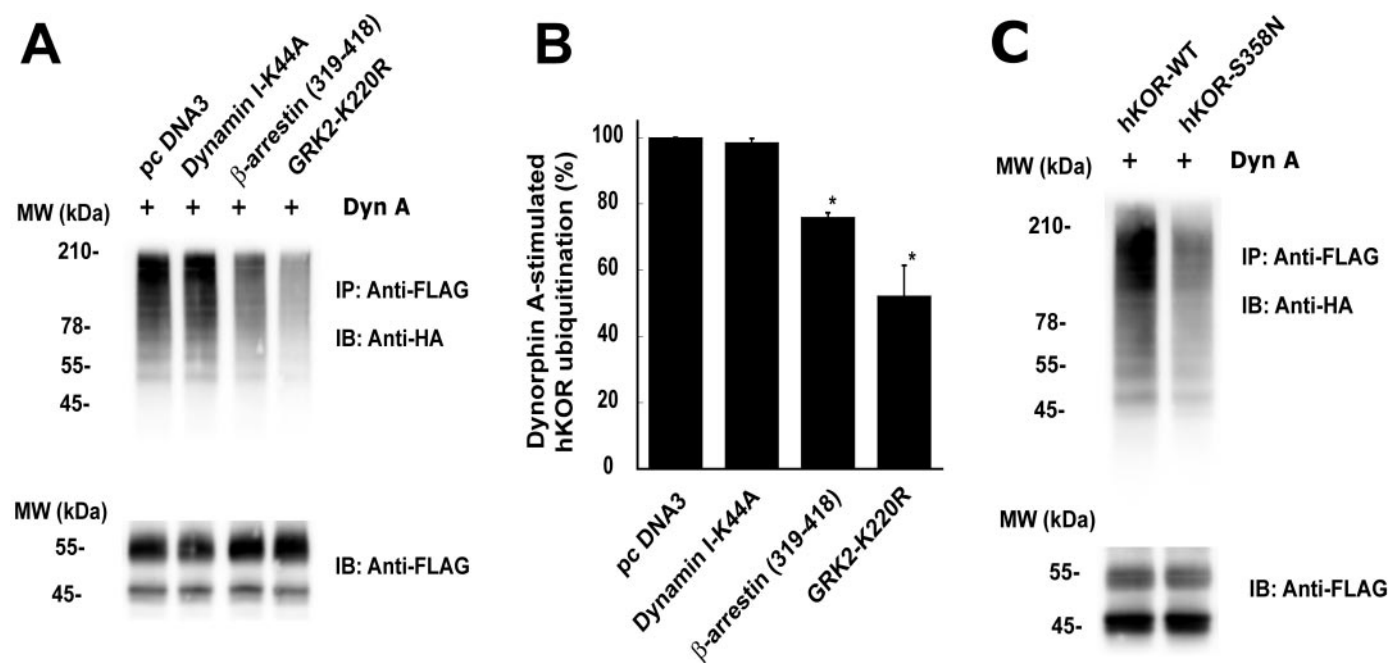 A
pc DNA3
Dynamin I-K44A
β-arrestin (319-418)
GRK2-K220R
MW (kDa)
+ + + + Dyn A
210-
78-
55-
45-
IP: Anti-FLAG
IB: Anti-HA
MW (kDa)
55-
45-
IB: Anti-FLAG
B
Dynorphin A-stimulated
hKOR ubiquitination (%)
100
80
60
40
20
0
*
*
pc DNA3
Dynamin I-K44A
β-arrestin (319-418)
GRK2-K220R
C
hKOR-WT
hKOR-S358N
MW (kDa)
+ + Dyn A
210-
78-
55-
45-
IP: Anti-FLAG
IB: Anti-HA
MW (kDa)
55-
45-
IB: Anti-FLAG